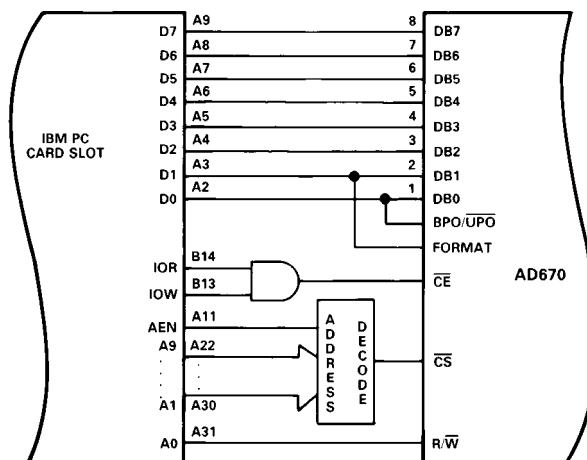 D7 A9 8 DB7
D6 A8 7 DB6
D5 A7 6 DB5
D4 A6 5 DB4
D3 A5 4 DB3
IBM PC
CARD SLOT
D2 A4 3 DB2
D1 A3 2 DB1
D0 A2 1 DB0
BPO/UPO
FORMAT
AD670
IOR B14
IOW B13
CE
AEN A11
ADDRESS
DECODE
A9 A22
CS
A1 A30
A0 A31 R/W